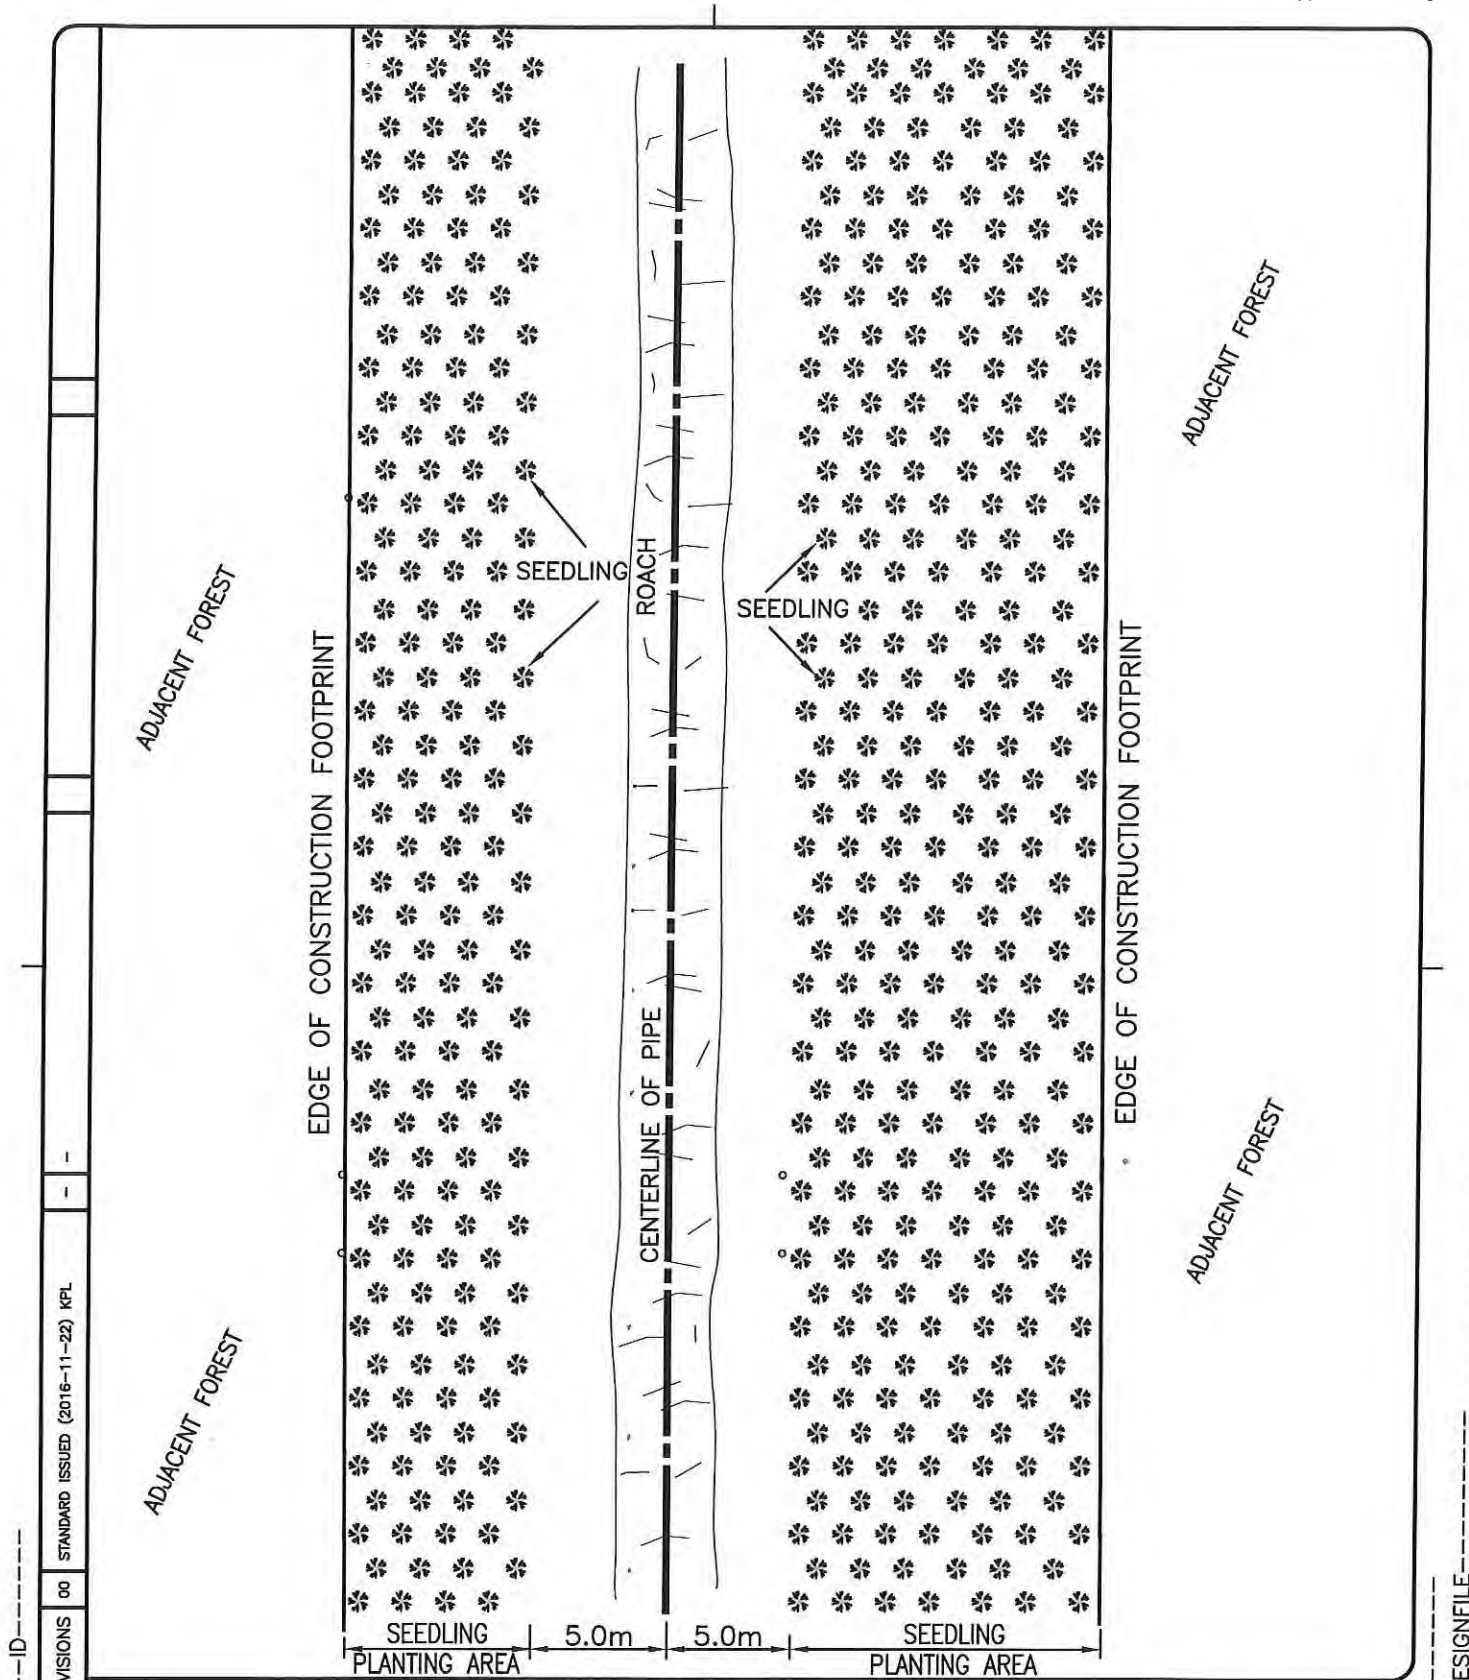 ADJACENT FOREST
ADJACENT FOREST
SEEDLING
ROACH
SEEDLING
ADJACENT FOREST
EDGE OF CONSTRUCTION FOOTPRINT
EDGE OF CONSTRUCTION FOOTPRINT
CENTERLINE OF PIPE
ADJACENT FOREST
SEEDLING
PLANTING AREA
5.0m
5.0m
SEEDLING
PLANTING AREA
VISIONS 00 STANDARD ISSUED (2016-11-22) KPL - -
--ID------
ESIGNFILE------------